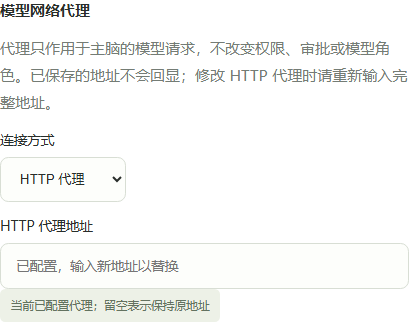 模型网络代理
代理只作用于主脑的模型请求，不改变权限、审批或模型角
色。已保存的地址不会回显；修改 HTTP 代理时请重新输入完
整地址。
连接方式
HTTP 代理
HTTP 代理地址
已配置，输入新地址以替换
当前已配置代理；留空表示保持原地址